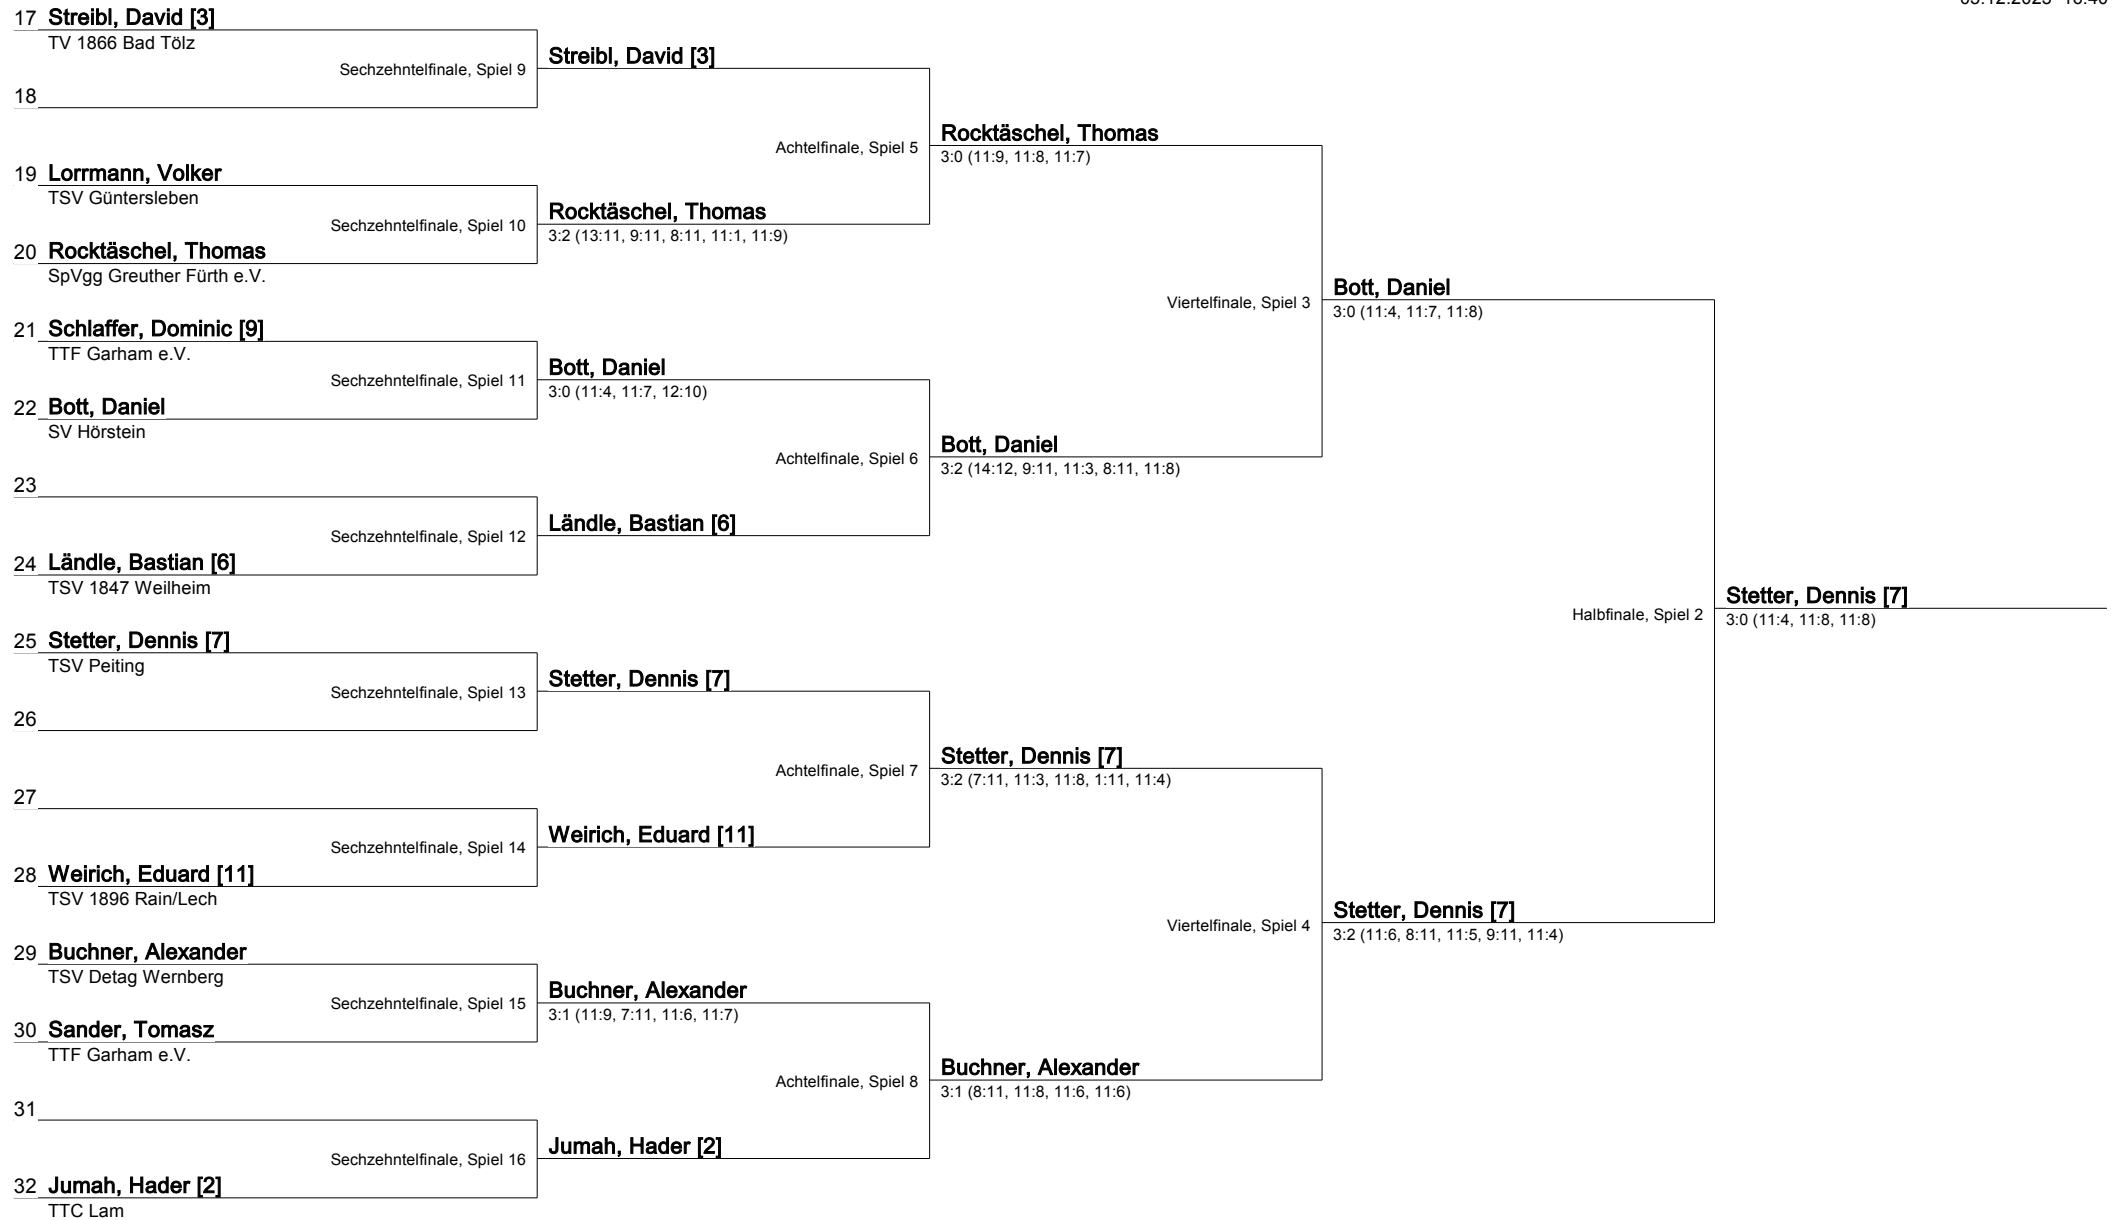 17 Streibl, David [3]
TV 1866 Bad Tölz
Sechzehntelfinale, Spiel 9
Streibl, David [3]
18
Achtelfinale, Spiel 5
Rocktäschel, Thomas
3:0 (11:9, 11:8, 11:7)
19 Lorrmann, Volker
TSV Güntersleben
Sechzehntelfinale, Spiel 10
Rocktäschel, Thomas
3:2 (13:11, 9:11, 8:11, 11:1, 11:9)
20 Rocktäschel, Thomas
SpVgg Greuther Fürth e.V.
Viertelfinale, Spiel 3
Bott, Daniel
3:0 (11:4, 11:7, 11:8)
21 Schlaffer, Dominic [9]
TTF Garham e.V.
Sechzehntelfinale, Spiel 11
Bott, Daniel
3:0 (11:4, 11:7, 12:10)
22 Bott, Daniel
SV Hörstein
Achtelfinale, Spiel 6
Bott, Daniel
3:2 (14:12, 9:11, 11:3, 8:11, 11:8)
23
Sechzehntelfinale, Spiel 12
Ländle, Bastian [6]
24 Ländle, Bastian [6]
TSV 1847 Weilheim
Halbfinale, Spiel 2
Stetter, Dennis [7]
3:0 (11:4, 11:8, 11:8)
25 Stetter, Dennis [7]
TSV Peiting
Sechzehntelfinale, Spiel 13
Stetter, Dennis [7]
26
Achtelfinale, Spiel 7
Stetter, Dennis [7]
3:2 (7:11, 11:3, 11:8, 1:11, 11:4)
27
Sechzehntelfinale, Spiel 14
Weirich, Eduard [11]
28 Weirich, Eduard [11]
TSV 1896 Rain/Lech
Viertelfinale, Spiel 4
Stetter, Dennis [7]
3:2 (11:6, 8:11, 11:5, 9:11, 11:4)
29 Buchner, Alexander
TSV Detag Wernberg
Sechzehntelfinale, Spiel 15
Buchner, Alexander
3:1 (11:9, 7:11, 11:6, 11:7)
30 Sander, Tomasz
TTF Garham e.V.
Achtelfinale, Spiel 8
Buchner, Alexander
3:1 (8:11, 11:8, 11:6, 11:6)
31
Sechzehntelfinale, Spiel 16
Jumah, Hader [2]
32 Jumah, Hader [2]
TTC Lam